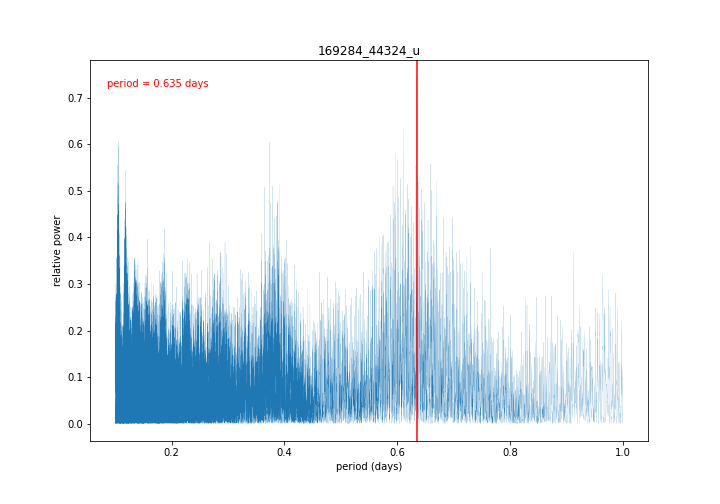 169284_44324_u
period = 0.635 days
relative power
0.7
0.6
0.5
0.4
0.3
0.2
0.1
0.0
0.2 0.4 0.6 0.8 1.0
period (days)